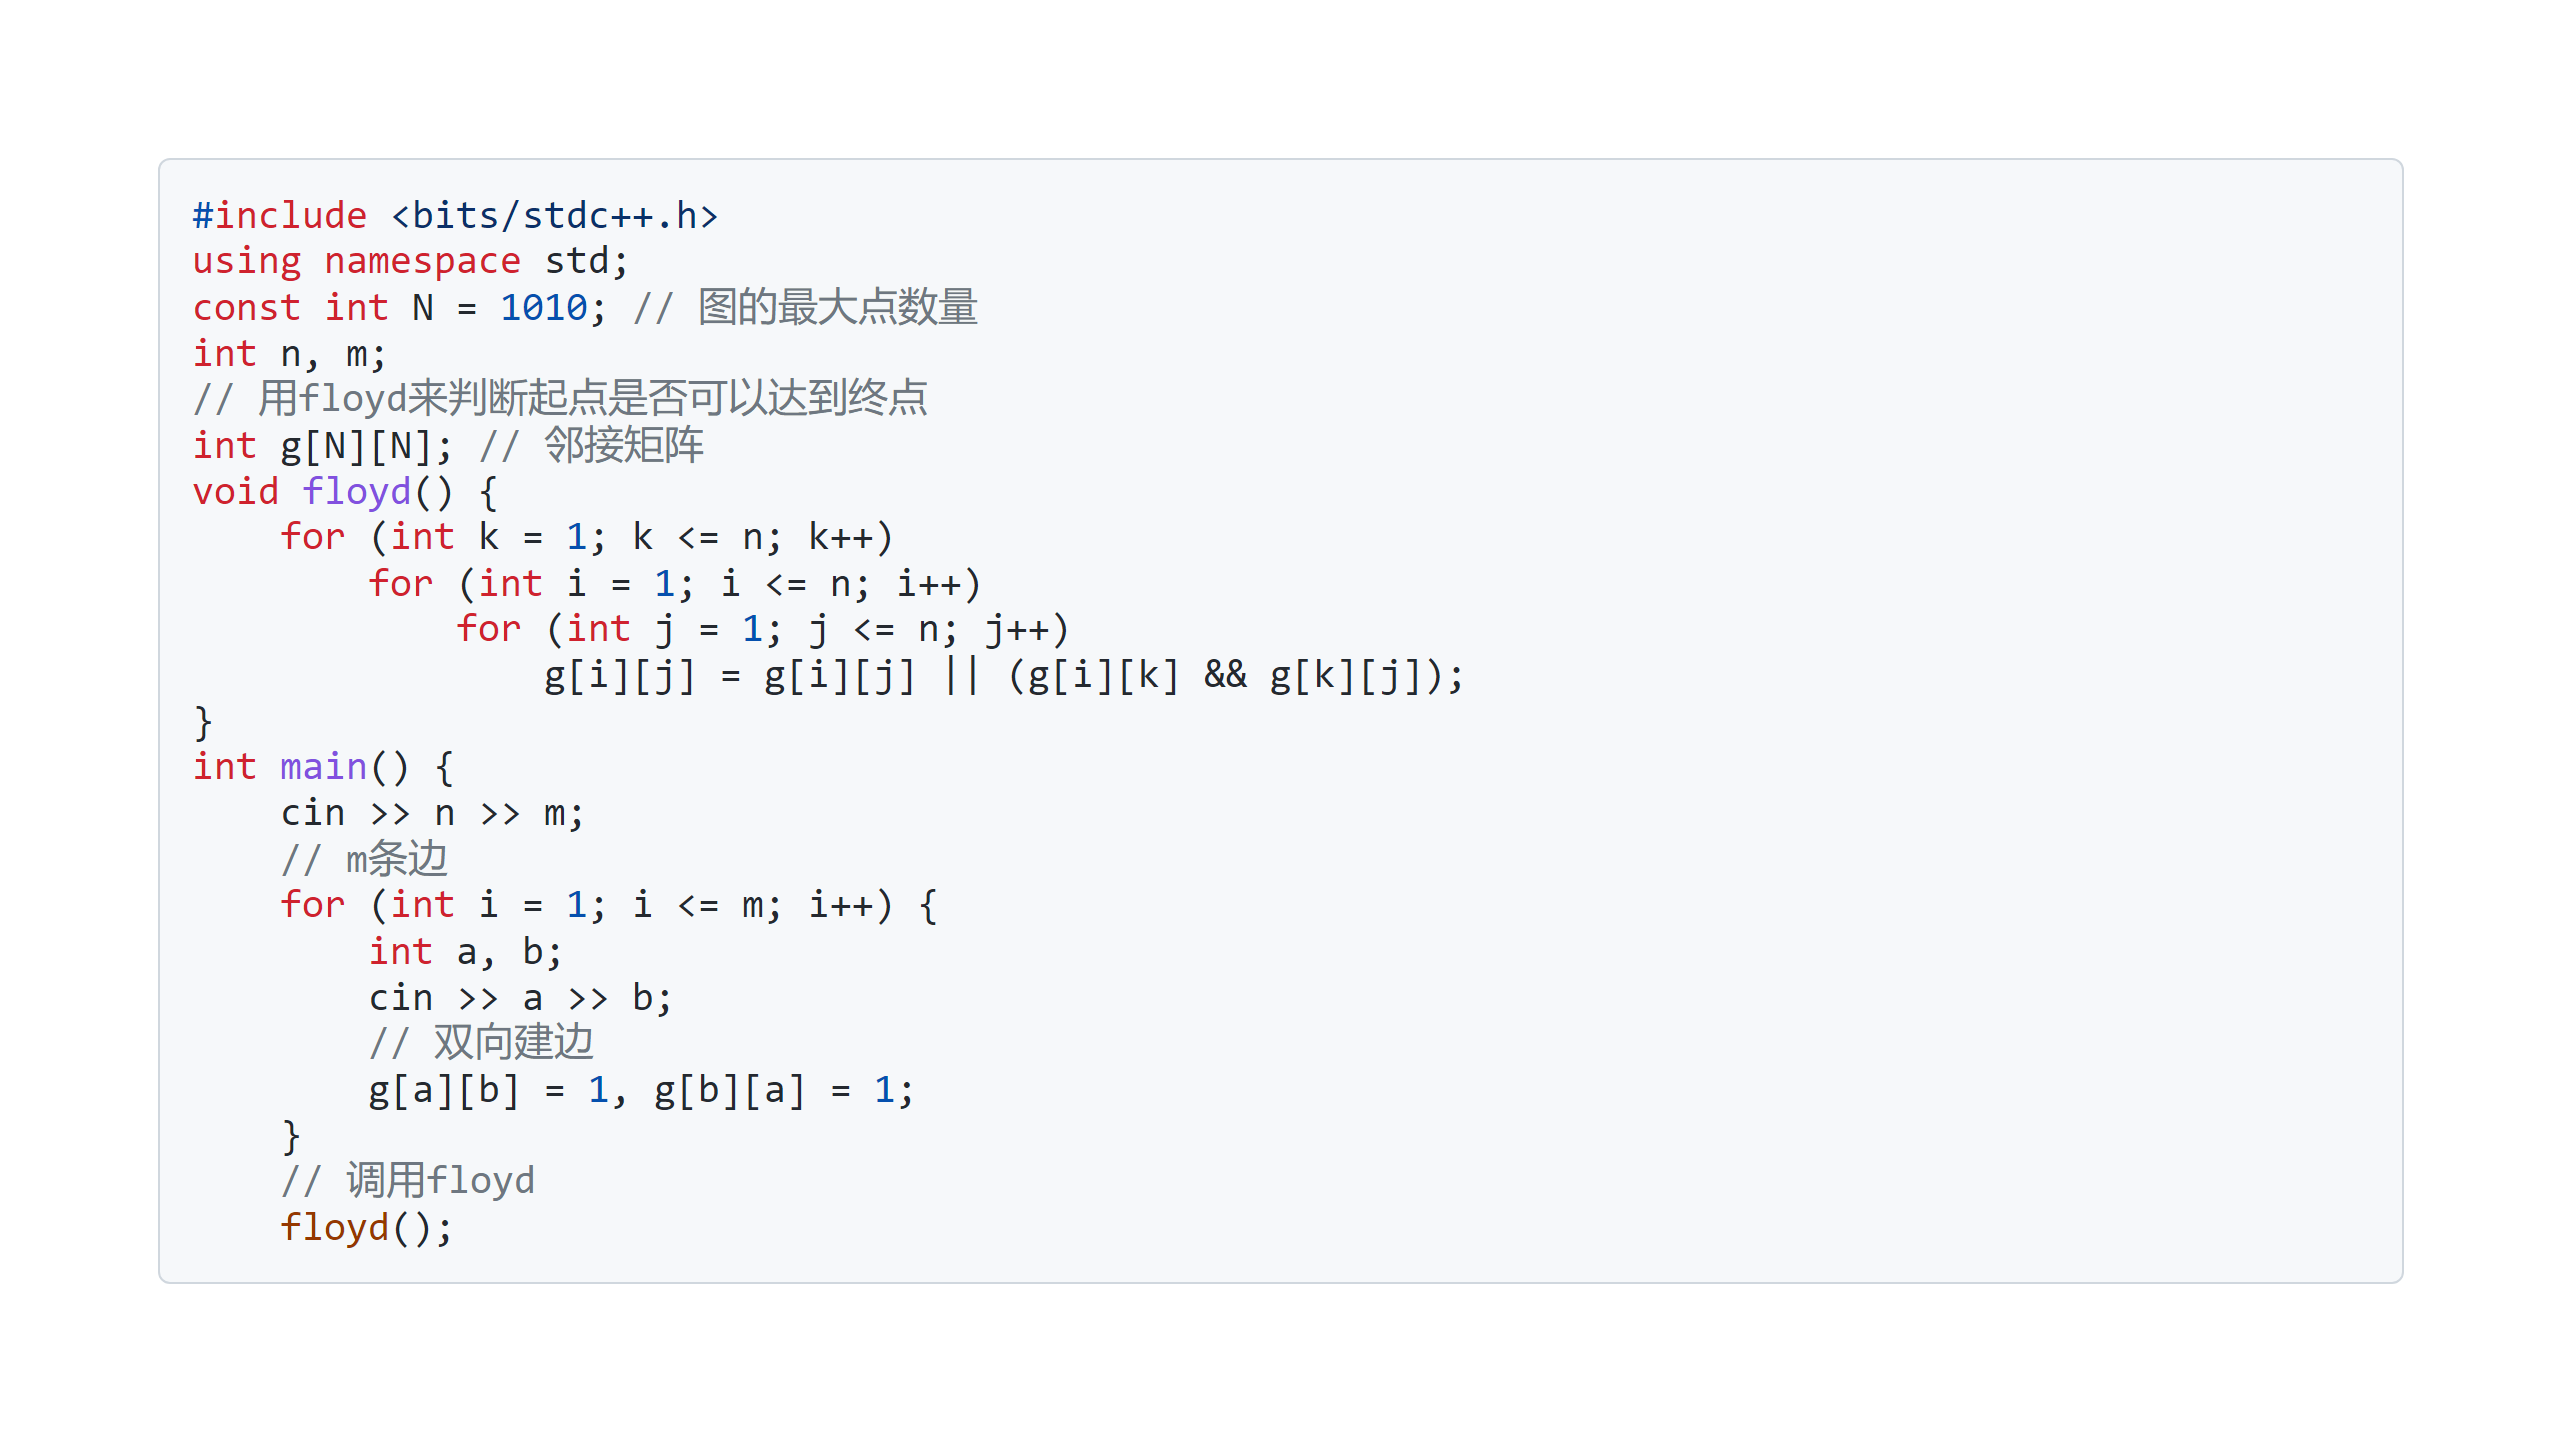 #include <bits/stdc++.h>
using namespace std;
const int N = 1010; // 图的最大点数量
int n, m;
// 用floyd来判断起点是否可以达到终点
int g[N][N]; // 邻接矩阵
void floyd() {
    for (int k = 1; k <= n; k++)
        for (int i = 1; i <= n; i++)
            for (int j = 1; j <= n; j++)
                g[i][j] = g[i][j] || (g[i][k] && g[k][j]);
}
int main() {
    cin >> n >> m;
    // m条边
    for (int i = 1; i <= m; i++) {
        int a, b;
        cin >> a >> b;
        // 双向建边
        g[a][b] = 1, g[b][a] = 1;
    }
    // 调用floyd
    floyd();